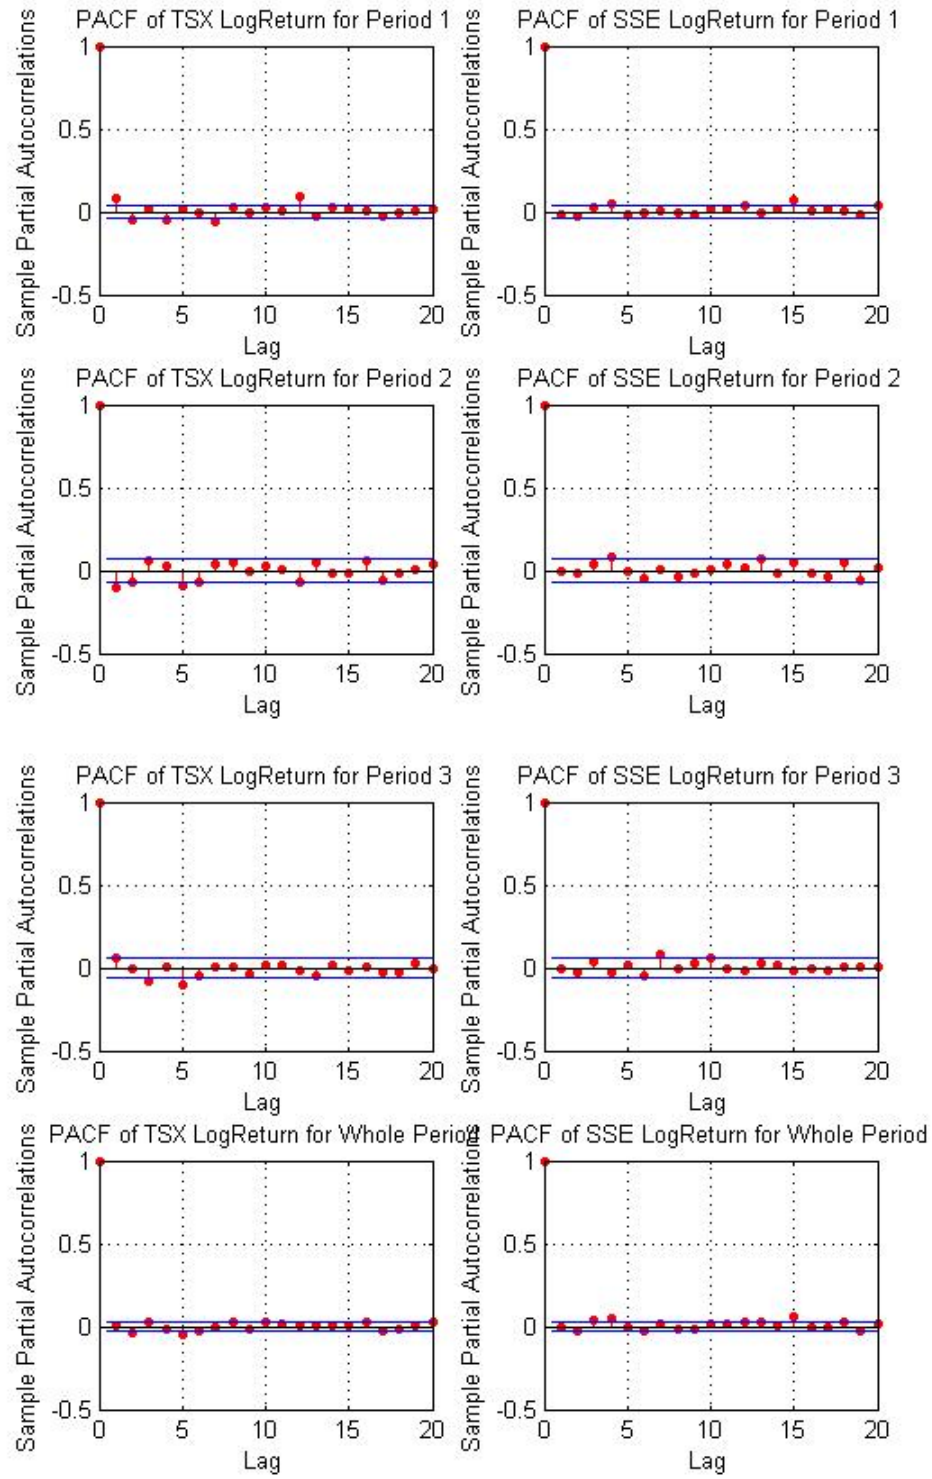 PACF of TSX LogReturn for Period 1
Sample Partial Autocorrelations
1
0.5
0
-0.5
0 5 10 15 20
Lag
PACF of SSE LogReturn for Period 1
Sample Partial Autocorrelations
1
0.5
0
-0.5
0 5 10 15 20
Lag
PACF of TSX LogReturn for Period 2
Sample Partial Autocorrelations
1
0.5
0
-0.5
0 5 10 15 20
Lag
PACF of SSE LogReturn for Period 2
Sample Partial Autocorrelations
1
0.5
0
-0.5
0 5 10 15 20
Lag
PACF of TSX LogReturn for Period 3
Sample Partial Autocorrelations
1
0.5
0
-0.5
0 5 10 15 20
Lag
PACF of SSE LogReturn for Period 3
Sample Partial Autocorrelations
1
0.5
0
-0.5
0 5 10 15 20
Lag
PACF of TSX LogReturn for Whole Period
Sample Partial Autocorrelations
1
0.5
0
-0.5
0 5 10 15 20
Lag
PACF of SSE LogReturn for Whole Period
Sample Partial Autocorrelations
1
0.5
0
-0.5
0 5 10 15 20
Lag